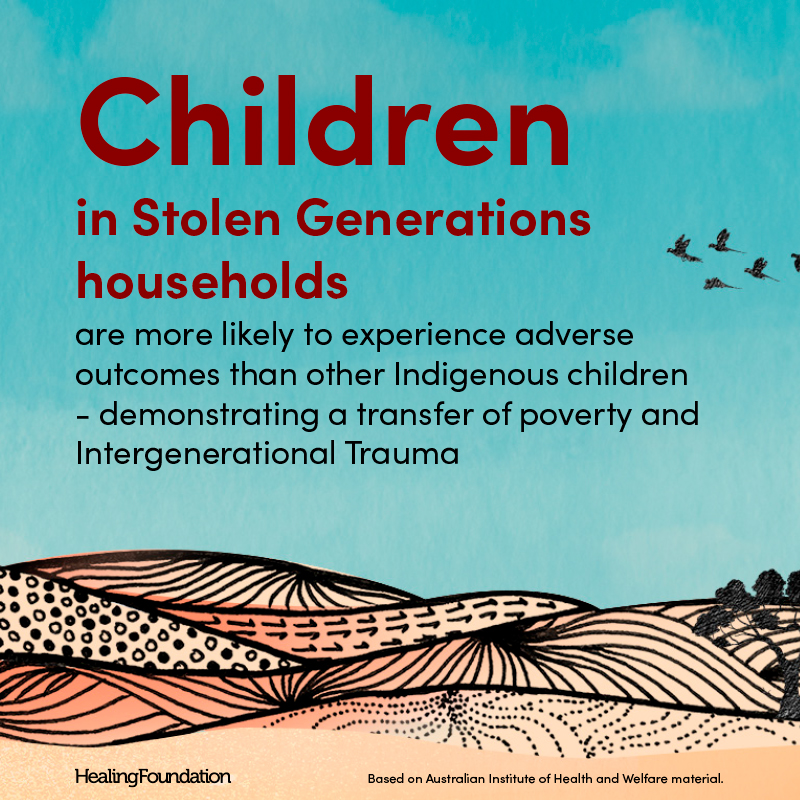 Children
in Stolen Generations
households
are more likely to experience adverse
outcomes than other Indigenous children
- demonstrating a transfer of poverty and
Intergenerational Trauma
HealingFoundation
Based on Australian Institute of Health and Welfare material.